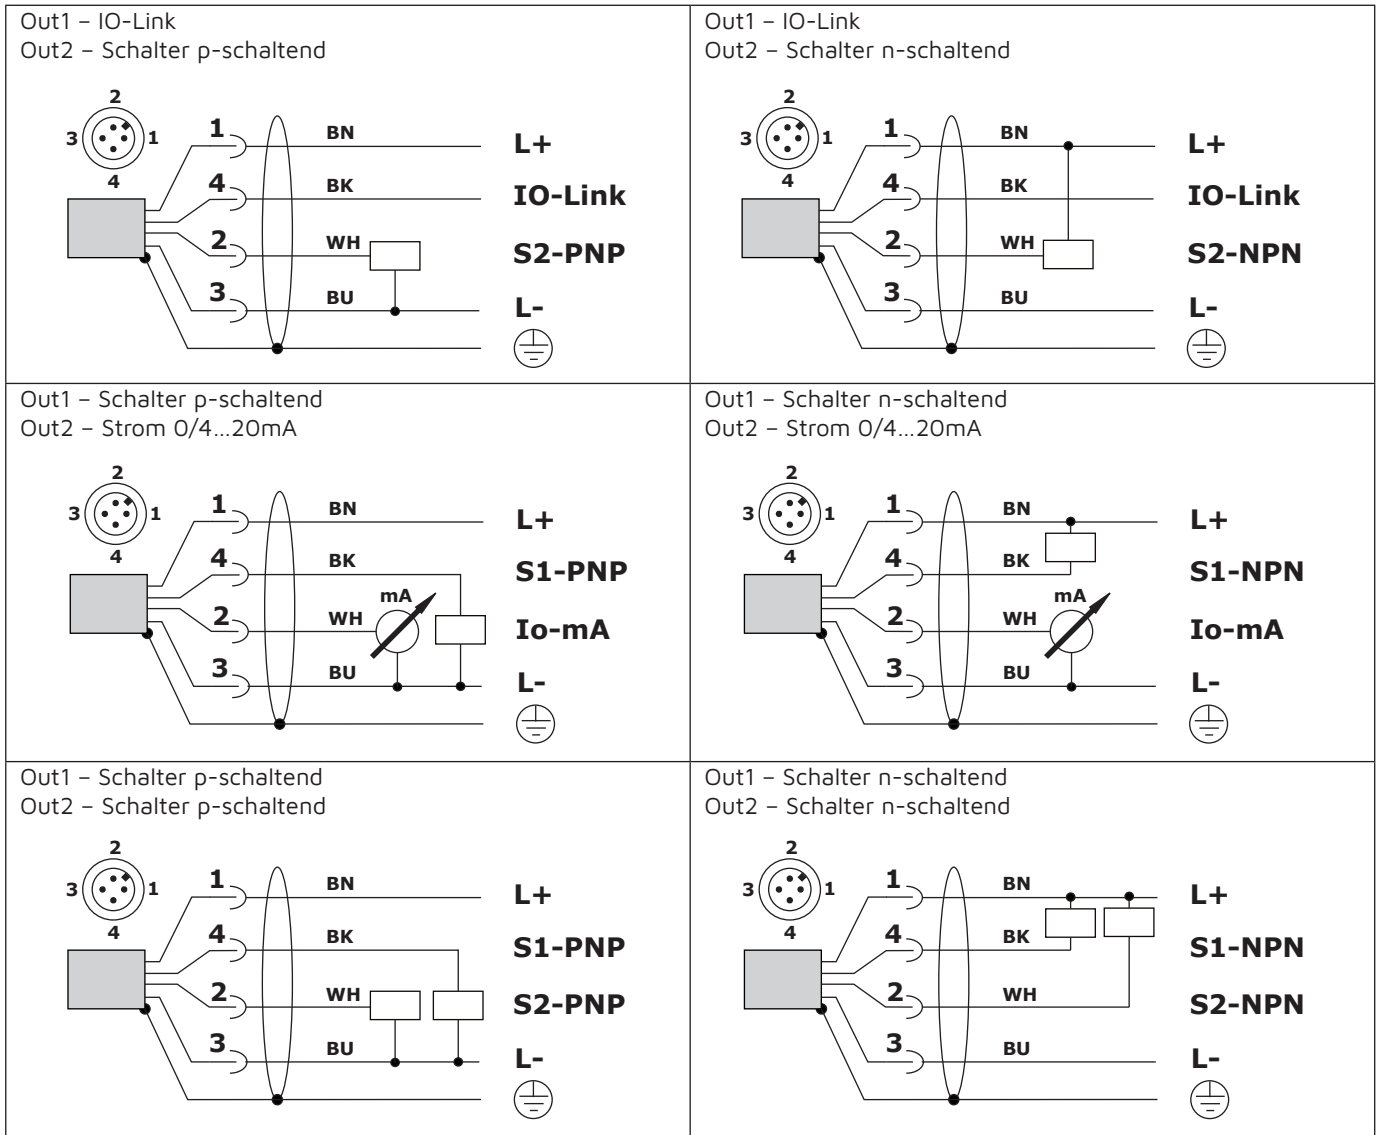 Out1 – IO-Link
Out2 – Schalter p-schaltend
2
3
1
4
1
BN
L+
4
BK
IO-Link
2
WH
S2-PNP
3
BU
L-
Out1 – IO-Link
Out2 – Schalter n-schaltend
2
3
1
4
1
BN
L+
4
BK
IO-Link
2
WH
S2-NPN
3
BU
L-
Out1 – Schalter p-schaltend
Out2 – Strom 0/4...20mA
2
3
1
4
1
BN
L+
4
BK
S1-PNP
mA
2
WH
Io-mA
3
BU
L-
Out1 – Schalter n-schaltend
Out2 – Strom 0/4...20mA
2
3
1
4
1
BN
L+
4
BK
S1-NPN
mA
2
WH
Io-mA
3
BU
L-
Out1 – Schalter p-schaltend
Out2 – Schalter p-schaltend
2
3
1
4
1
BN
L+
4
BK
S1-PNP
2
WH
S2-PNP
3
BU
L-
Out1 – Schalter n-schaltend
Out2 – Schalter n-schaltend
2
3
1
4
1
BN
L+
4
BK
S1-NPN
2
WH
S2-NPN
3
BU
L-